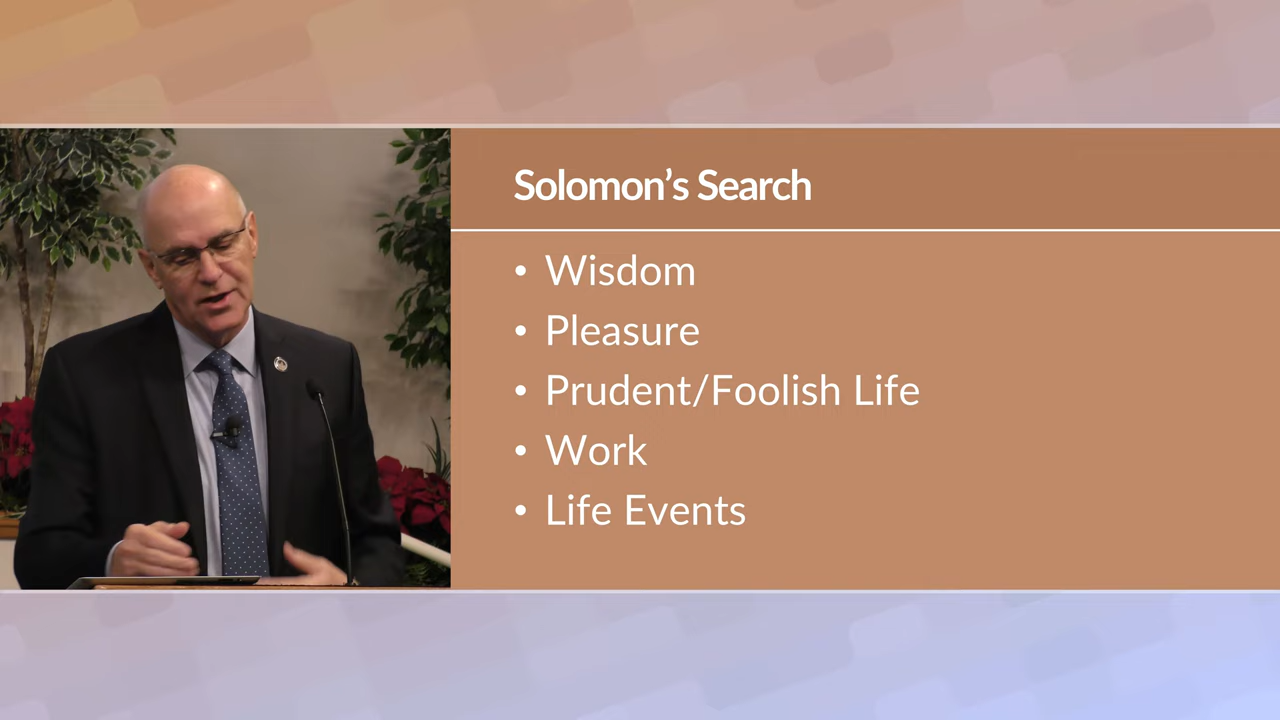 Solomon’s Search
• Wisdom
• Pleasure
• Prudent/Foolish Life
• Work
• Life Events